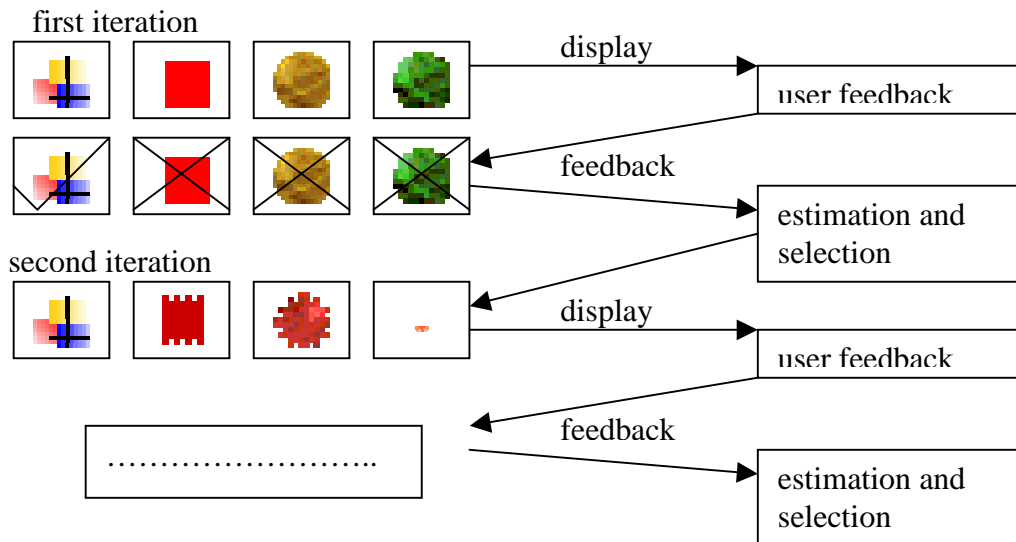 first iteration
display
user feedback
feedback
estimation and
selection
second iteration
display
user feedback
feedback
estimation and
selection
………………………..